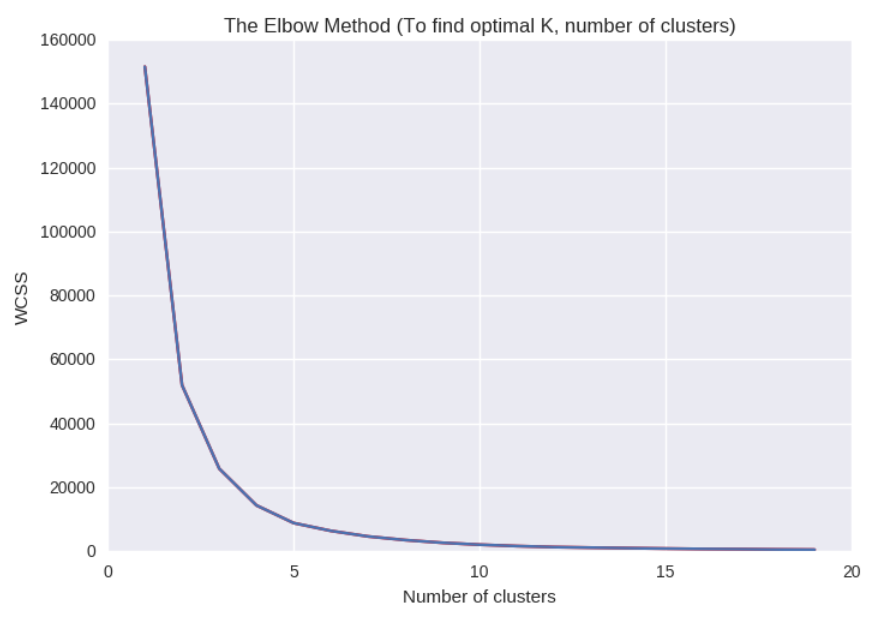 The Elbow Method (To find optimal K, number of clusters)
160000
140000
120000
100000
80000
60000
40000
20000
0
WCSS
0 5 10 15 20
Number of clusters